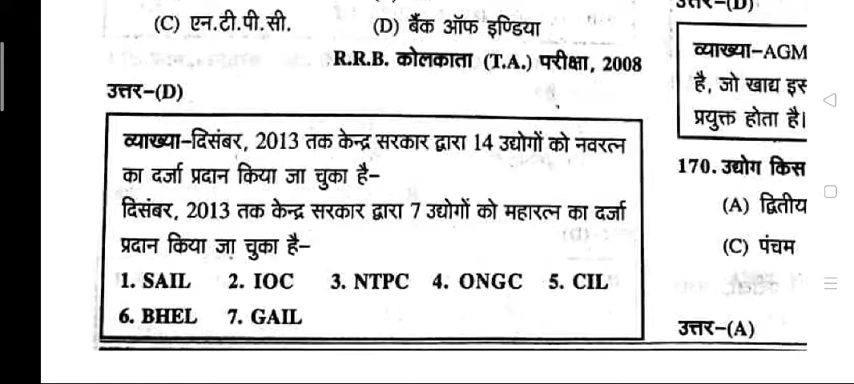 (C) एन.टी.पी.सी. (D) बैंक ऑफ इण्डिया
R.R.B. कोलकाता (T.A.) परीक्षा, 2008
उत्तर–(D)
व्याख्या–दिसंबर, 2013 तक केन्द्र सरकार द्वारा 14 उद्योगों को नवरत्न
का दर्जा प्रदान किया जा चुका है–
दिसंबर, 2013 तक केन्द्र सरकार द्वारा 7 उद्योगों को महारत्न का दर्जा
प्रदान किया जा चुका है–
1. SAIL 2. IOC 3. NTPC 4. ONGC 5. CIL
6. BHEL 7. GAIL
उत्तर–(D)
व्याख्या–AGM
है, जो खाद्य इस
प्रयुक्त होता है।
170. उद्योग किस
(A) द्वितीय
(C) पंचम
उत्तर–(A)